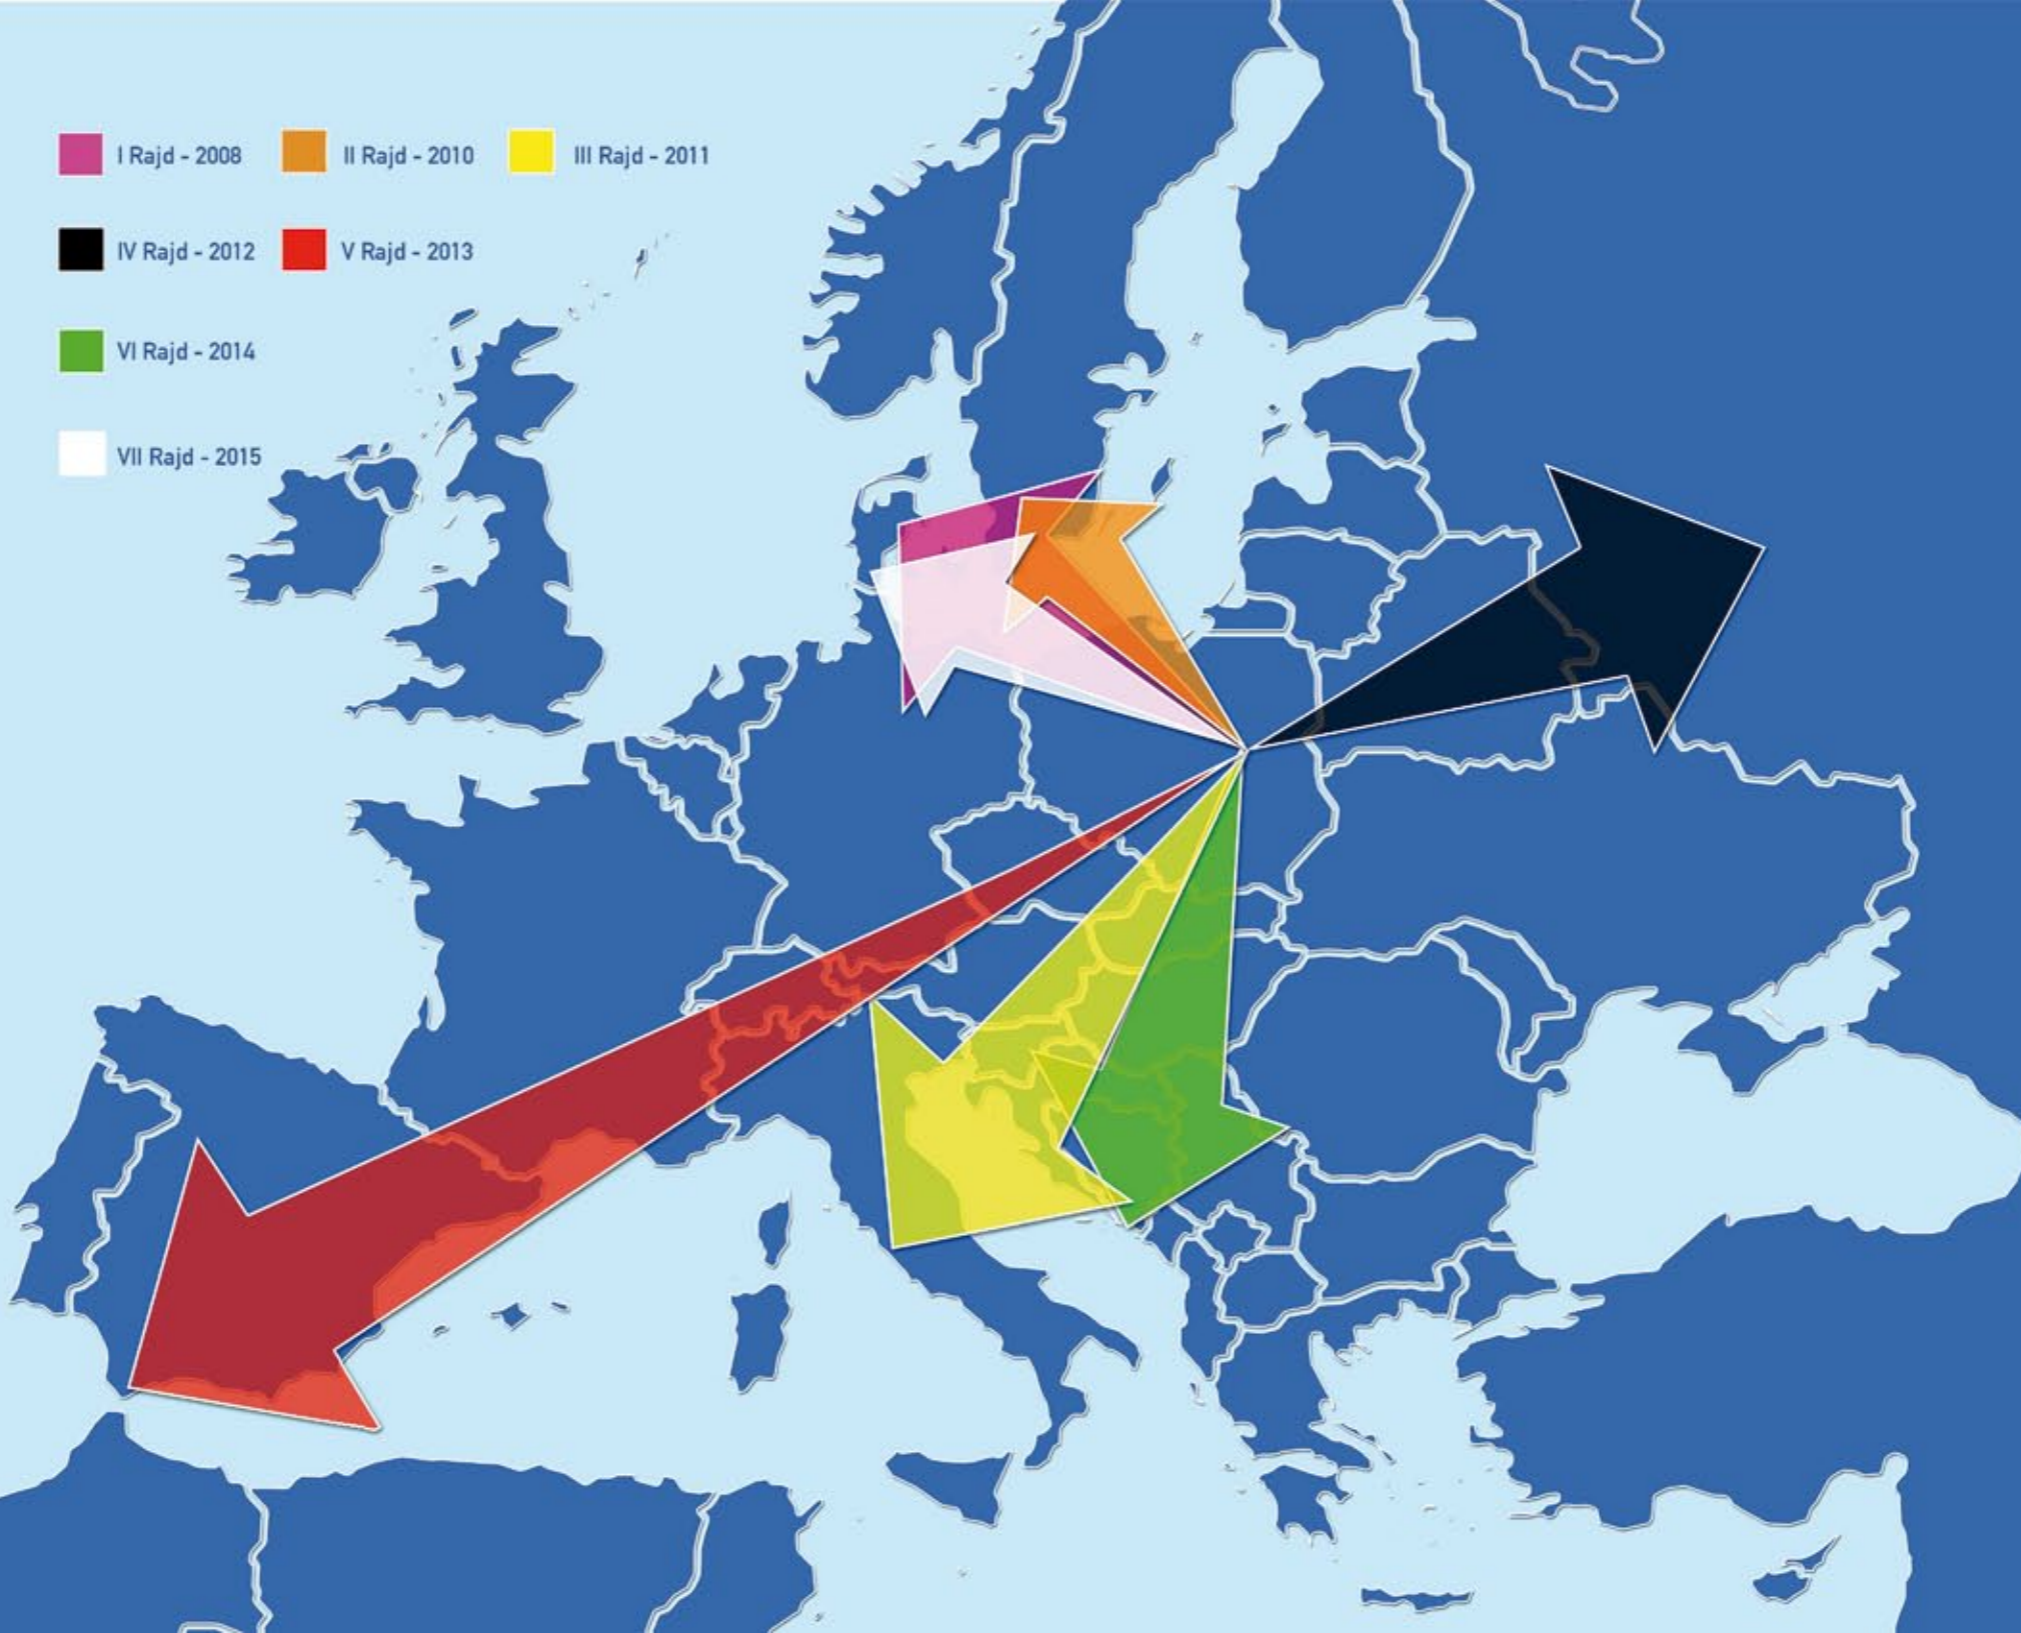 I Rajd - 2008 II Rajd - 2010 III Rajd - 2011
IV Rajd - 2012 V Rajd - 2013
VI Rajd - 2014
VII Rajd - 2015